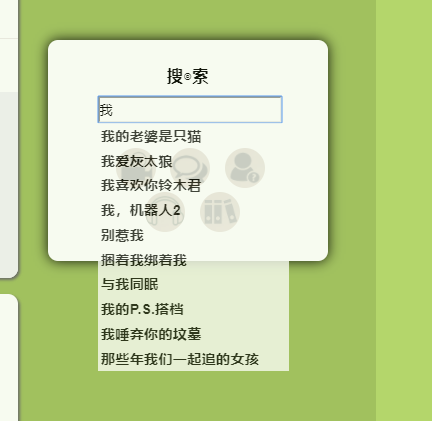 搜⊙索
我
我的老婆是只猫
我爱灰太狼
我喜欢你铃木君
我，机器人2
别惹我
捆着我绑着我
与我同眠
我的P.S.搭档
我唾弃你的坟墓
那些年我们一起追的女孩